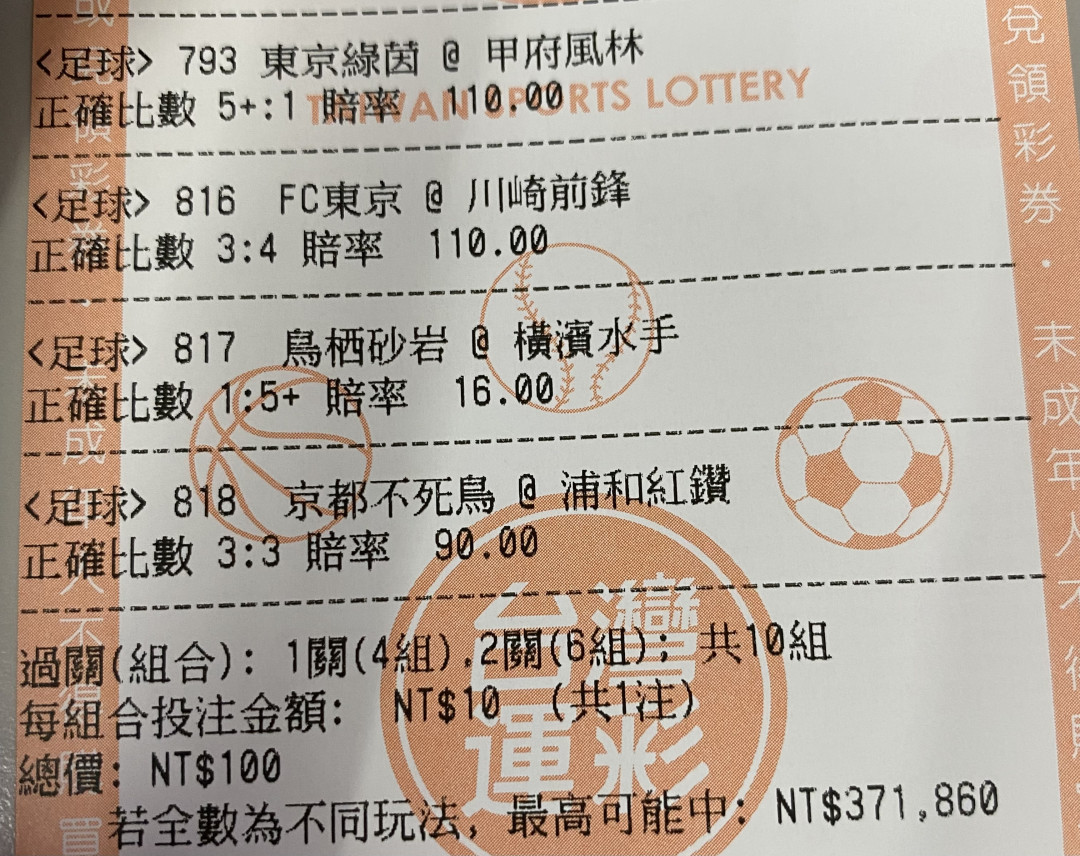 <足球> 793 東京綠茵 @ 甲府風林
正確比數 5+:1 賠率 110.00
TAIWAN SPORTS LOTTERY
<足球> 816 FC東京 @ 川崎前鋒
正確比數 3:4 賠率 110.00
<足球> 817 鳥栖砂岩 @ 橫濱水手
正確比數 1:5+ 賠率 16.00
<足球> 818 京都不死鳥 @ 浦和紅鑽
正確比數 3:3 賠率 90.00
過關(組合): 1關(4組).2關(6組); 共10組
每組合投注金額: NT$10 (共1注)
總價: NT$100
若全數為不同玩法, 最高可能中: NT$371,860
台灣
運彩
兌領彩券·未成年人不得